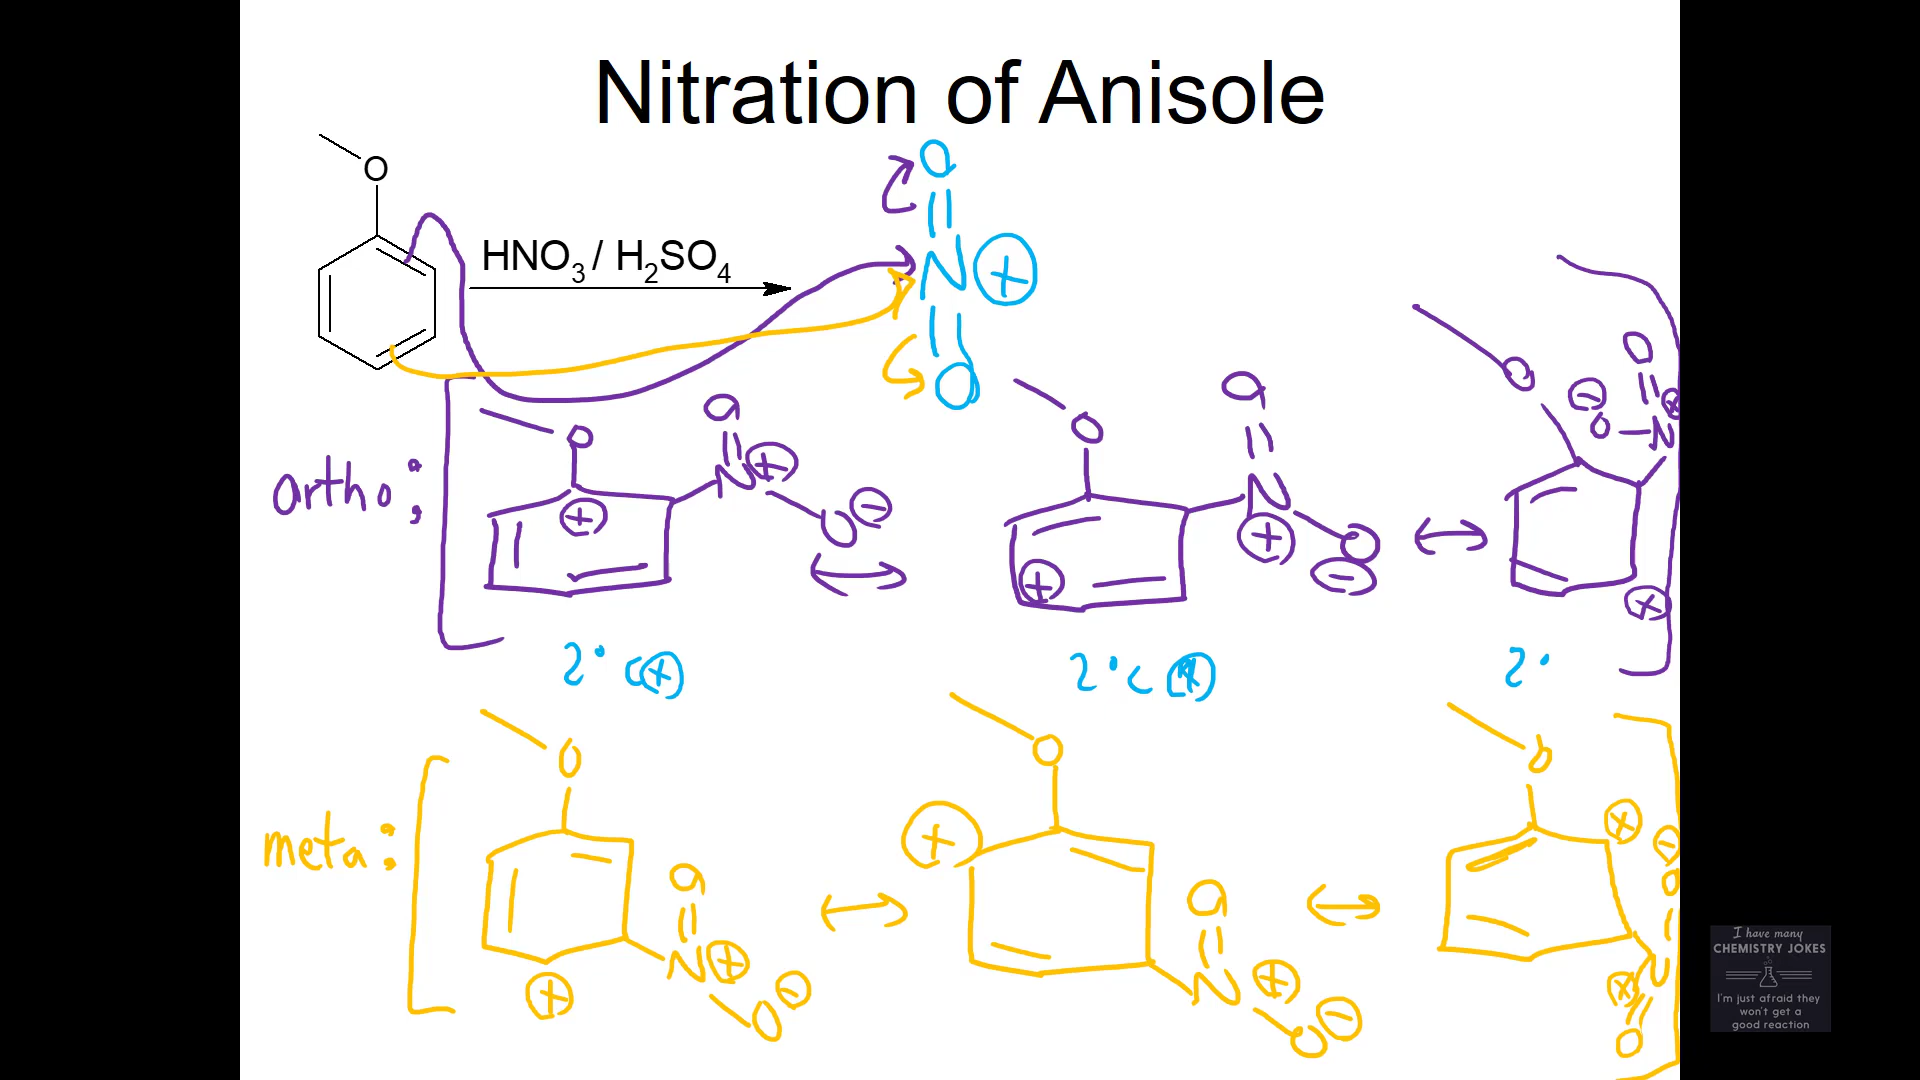 Nitration of Anisole
O
HNO3 / H2SO4
O
N +
O
ortho:
O O N + O −
O O N + O −
O O N + O − +
+
+
2° C+
2° C+
2°
meta:
O O N + O − +
O O N + O − +
O + − O N + O
I have many
CHEMISTRY JOKES
I'm just afraid they
won't get a
good reaction